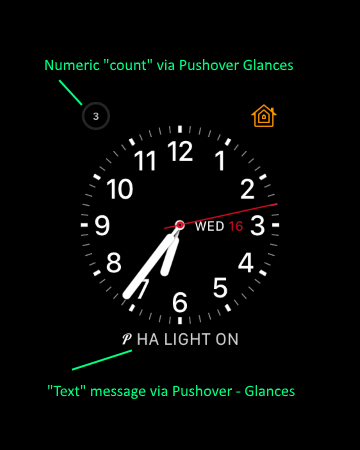 Numeric "count" via Pushover Glances
3
12
11 1
10 2
9 WED 16 3
8 4
7 5
6
P HA LIGHT ON
"Text" message via Pushover - Glances